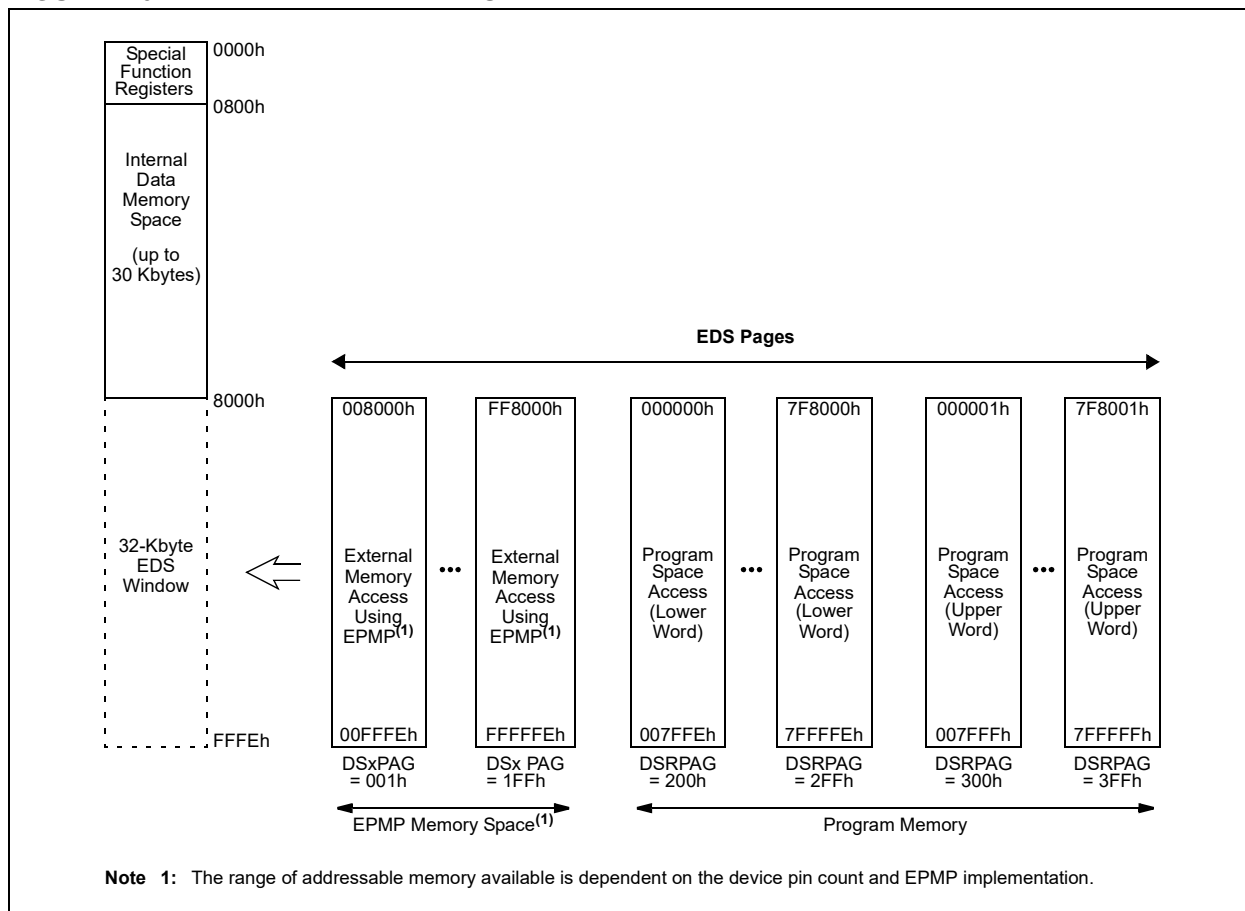 Special
Function
Registers
0000h
0800h
Internal
Data
Memory
Space
(up to
30 Kbytes)
EDS Pages
8000h
008000h
FF8000h
000000h
7F8000h
000001h
7F8001h
32-Kbyte
EDS
Window
External
Memory
Access
Using
EPMP(1)
•••
External
Memory
Access
Using
EPMP(1)
Program
Space
Access
(Lower
Word)
•••
Program
Space
Access
(Lower
Word)
Program
Space
Access
(Upper
Word)
•••
Program
Space
Access
(Upper
Word)
FFFEh
00FFFEh
FFFFFEh
007FFEh
7FFFFEh
007FFFh
7FFFFFh
DSxPAG
= 001h
DSx PAG
= 1FFh
DSRPAG
= 200h
DSRPAG
= 2FFh
DSRPAG
= 300h
DSRPAG
= 3FFh
EPMP Memory Space(1)
Program Memory
Note 1: The range of addressable memory available is dependent on the device pin count and EPMP implementation.